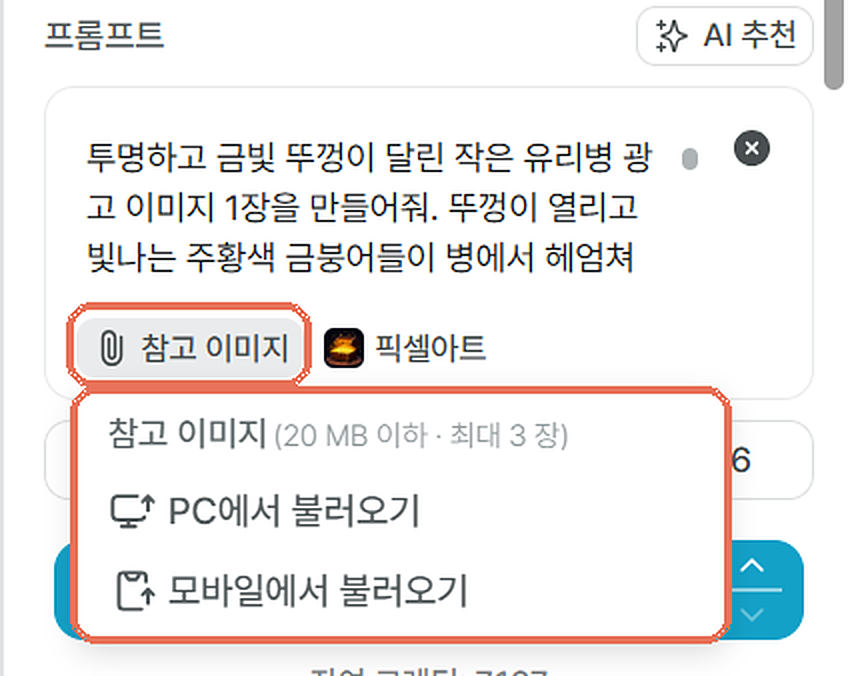 프롬프트
AI 추천
투명하고 금빛 뚜껑이 달린 작은 유리병 광
고 이미지 1장을 만들어줘. 뚜껑이 열리고
빛나는 주황색 금붕어들이 병에서 헤엄쳐
참고 이미지
픽셀아트
참고 이미지 (20 MB 이하 · 최대 3 장)
6
PC에서 불러오기
모바일에서 불러오기